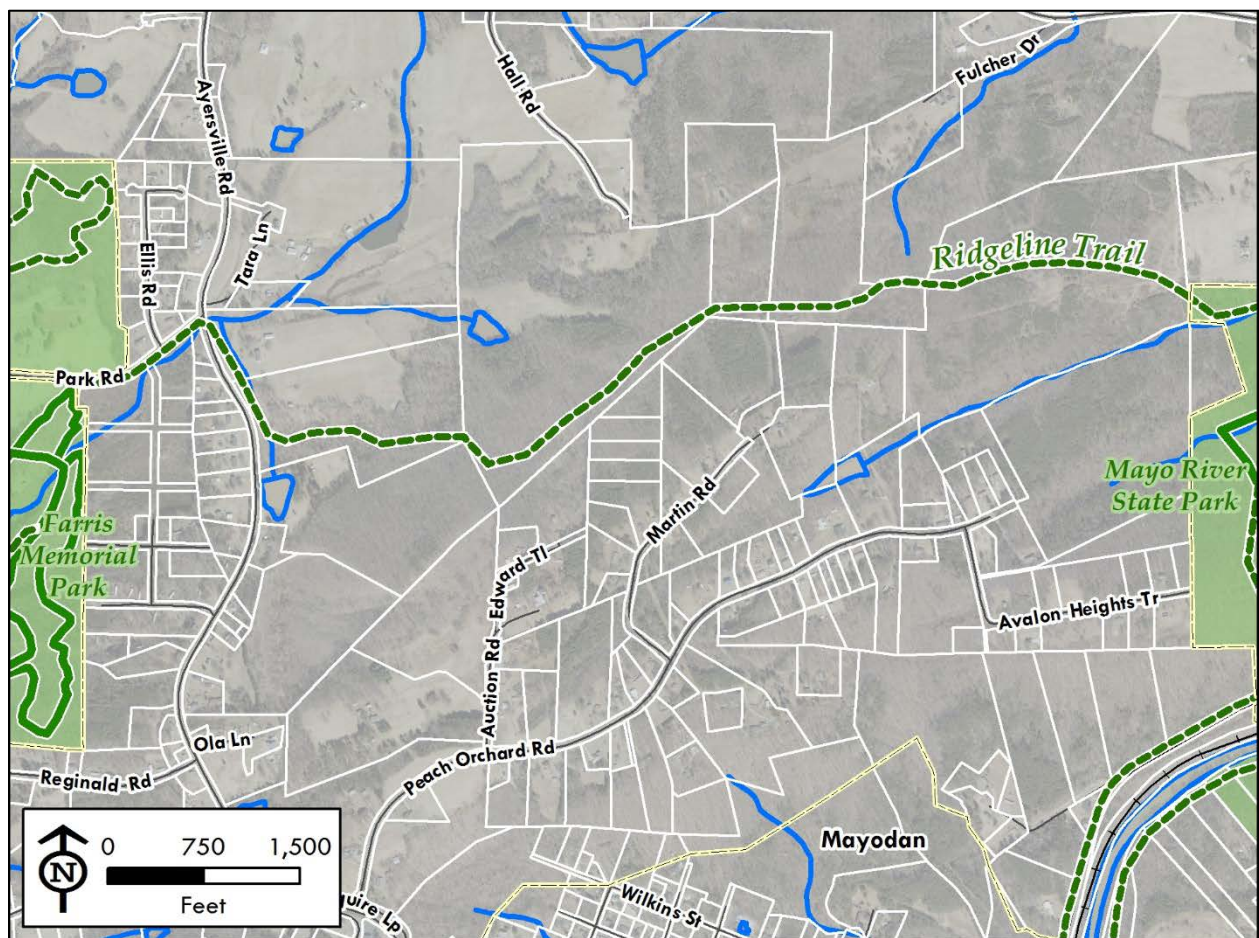 Hall Rd
Fulcher Dr
Ayersville Rd
Ridgeline Trail
Tara Ln
Ellis Rd
Park Rd
Mayo River
State Park
Martin Rd
Farris
Memorial
Park
Edward Tl
Avalon Heights Tr
Auction Rd
Ola Ln
Peach Orchard Rd
Reginald Rd
Mayodan
Wilkins St
N
0 750 1,500
Feet
Lp